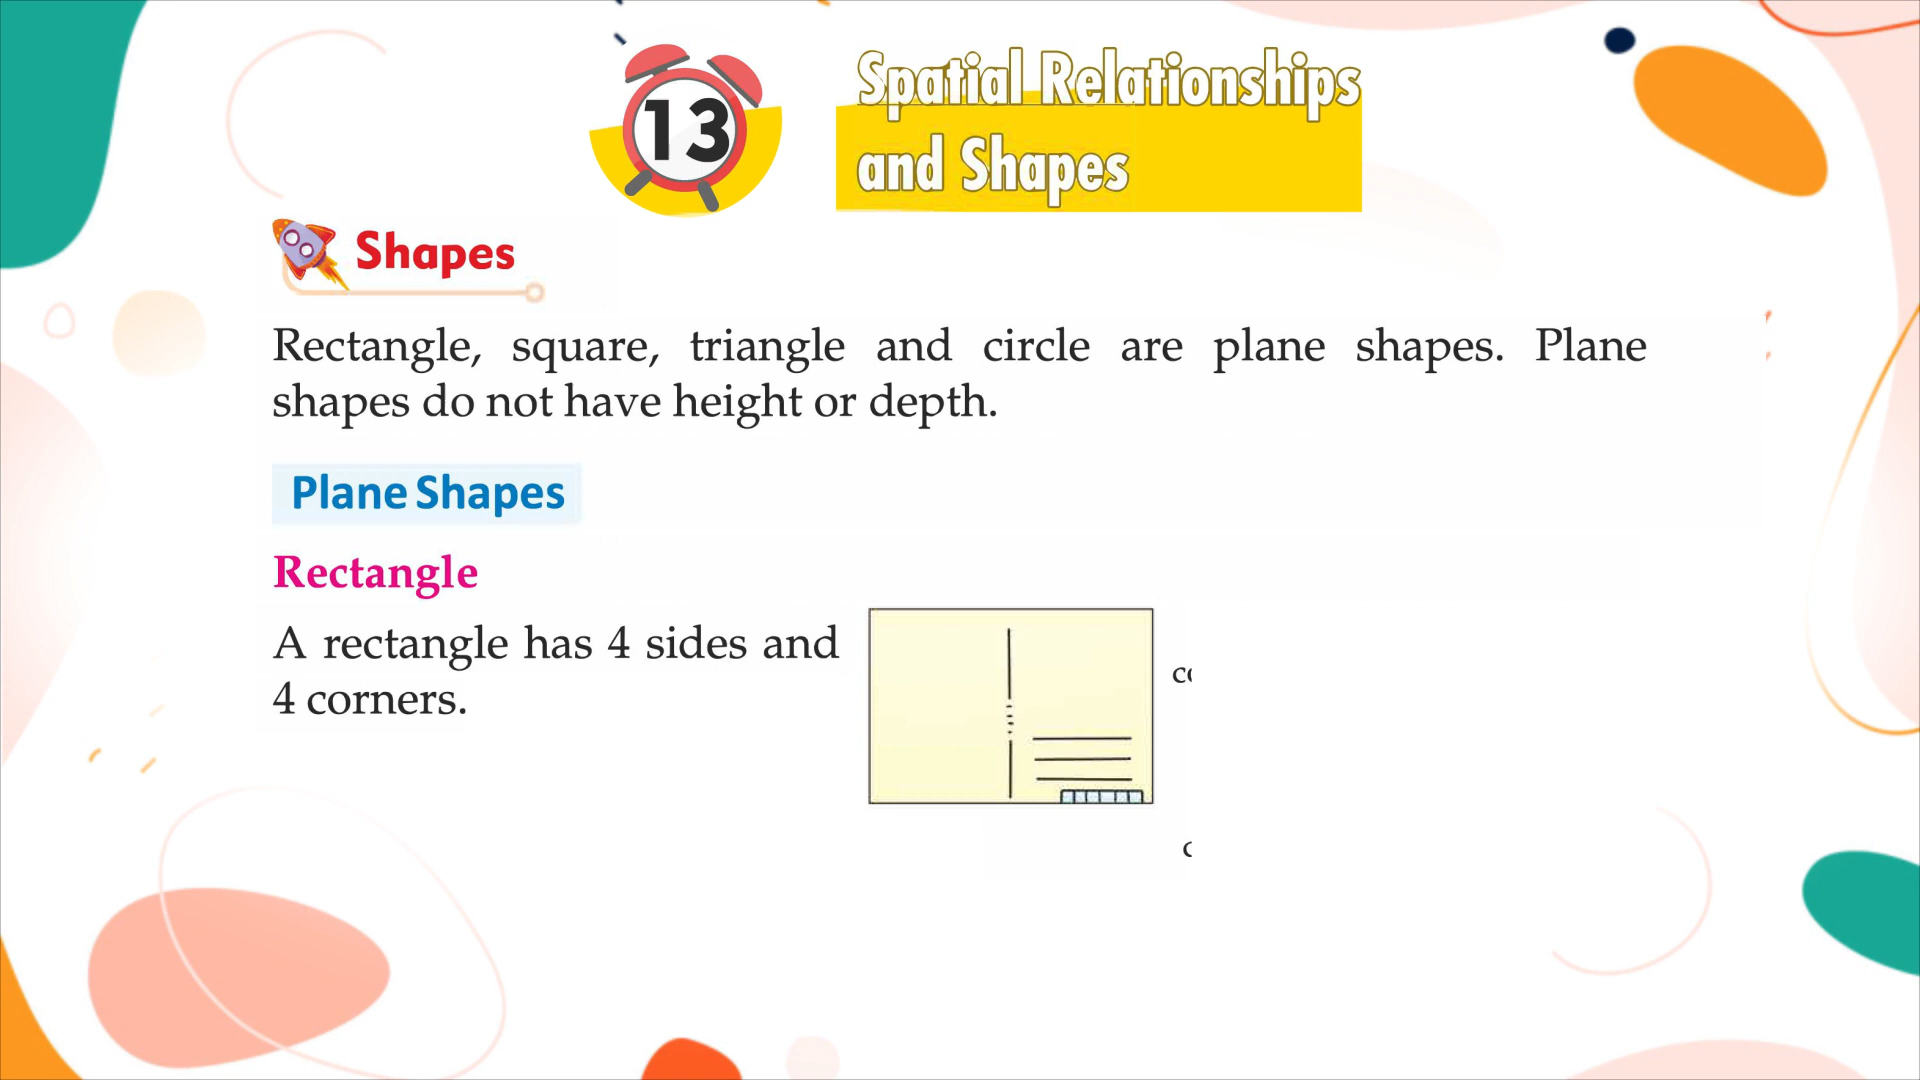 13
Spatial Relationships
and Shapes
Shapes
Rectangle, square, triangle and circle are plane shapes. Plane
shapes do not have height or depth.
Plane Shapes
Rectangle
A rectangle has 4 sides and
4 corners.